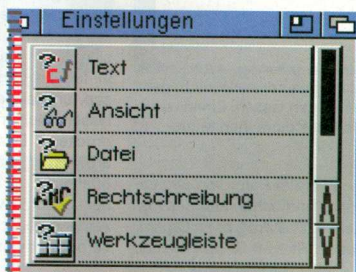 Einstellungen
Text
Ansicht
Datei
Rechtschreibung
Werkzeugleiste